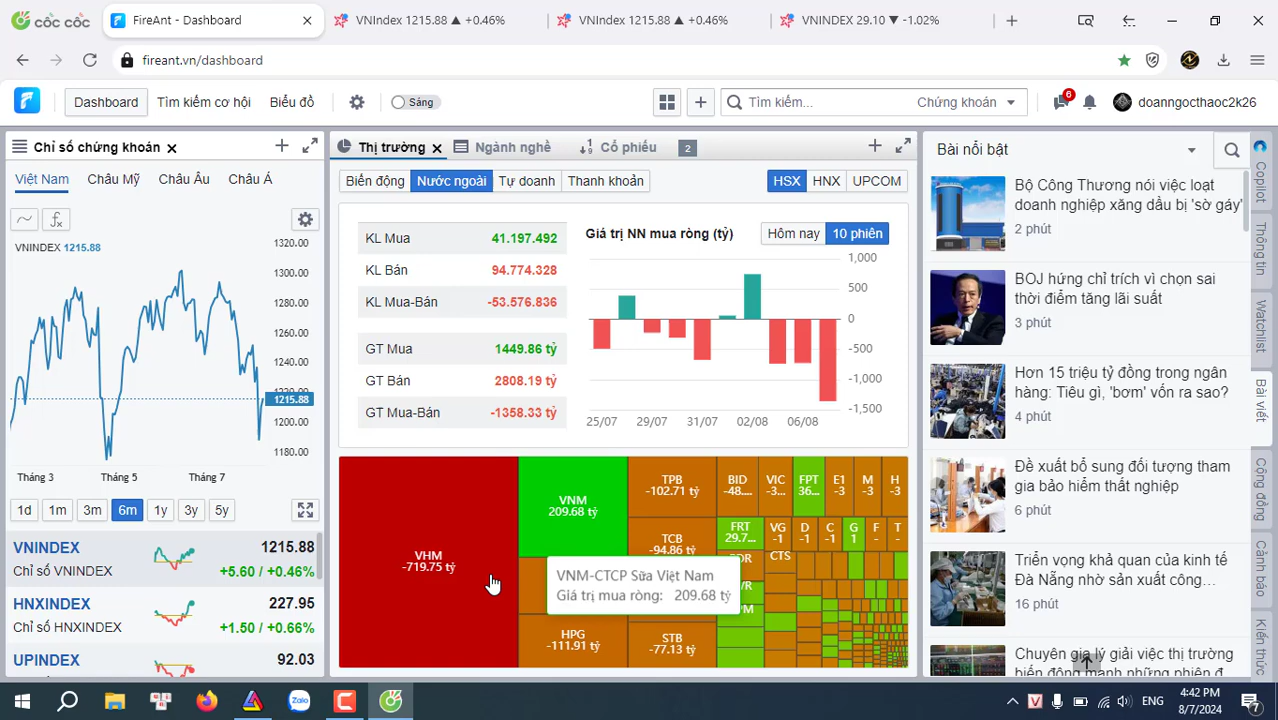 cốc cốc
FireAnt - Dashboard
VNIndex 1215.88 ▲ +0.46%
VNIndex 1215.88 ▲ +0.46%
VNINDEX 29.10 ▼ -1.02%
fireant.vn/dashboard
Dashboard
Tìm kiếm cơ hội
Biểu đồ
Sáng
Tìm kiếm...
Chứng khoán
6
doanngocthaoc2k26
Chỉ số chứng khoán
Việt Nam
Châu Mỹ
Châu Âu
Châu Á
VNINDEX 1215.88
1320.00
1300.00
1280.00
1260.00
1240.00
1215.88
1200.00
1180.00
Tháng 3
Tháng 5
Tháng 7
1d
1m
3m
6m
1y
3y
5y
VNINDEX
1215.88
Chỉ số VNINDEX
+5.60 / +0.46%
HNXINDEX
227.95
Chỉ số HNXINDEX
+1.50 / +0.66%
UPINDEX
92.03
Thị trường
Ngành nghề
Cổ phiếu
2
Biến động
Nước ngoài
Tự doanh
Thanh khoản
HSX
HNX
UPCOM
KL Mua
41.197.492
KL Bán
94.774.328
KL Mua-Bán
-53.576.836
GT Mua
1449.86 tỷ
GT Bán
2808.19 tỷ
GT Mua-Bán
-1358.33 tỷ
Giá trị NN mua ròng (tỷ)
Hôm nay
10 phiên
1,000
500
0
-500
-1,000
-1,500
25/07
29/07
31/07
02/08
06/08
VHM
-719.75 tỷ
VNM
209.68 tỷ
HPG
-111.91 tỷ
TPB
-102.71 tỷ
TCB
-94.86 tỷ
STB
-77.13 tỷ
BID
-48....
VIC
-3...
FPT
36...
E1
-3
M
-3
H
-3
FRT
29.7...
VG
-1
D
-1
C
-1
G
1
F
-
T
-
CTS
VNM-CTCP Sữa Việt Nam
Giá trị mua ròng: 209.68 tỷ
Bài nổi bật
Bộ Công Thương nói việc loạt
doanh nghiệp xăng dầu bị 'sờ gáy'
2 phút
BOJ hứng chỉ trích vì chọn sai
thời điểm tăng lãi suất
3 phút
Hơn 15 triệu tỷ đồng trong ngân
hàng: Tiêu gì, 'bơm' vốn ra sao?
4 phút
Đề xuất bổ sung đối tượng tham
gia bảo hiểm thất nghiệp
6 phút
Triển vọng khả quan của kinh tế
Đà Nẵng nhờ sản xuất công...
16 phút
Chuyên gia lý giải việc thị trường
Copilot
Thông tin
Watchlist
Bài viết
Cộng đồng
Cảnh báo
Kiến thức
Zalo
V
ENG
4:42 PM
8/7/2024
7